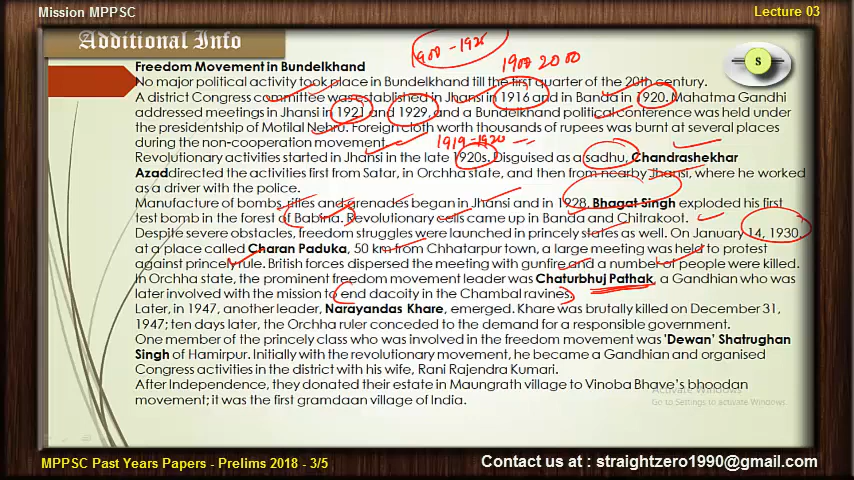 Mission MPPSC
Lecture 03
Additional Info
1900 - 1925
1900 2000
S
Freedom Movement in Bundelkhand
No major political activity took place in Bundelkhand till the first quarter of the 20th century.
A district Congress committee was established in Jhansi in 1916 and in Banda in 1920. Mahatma Gandhi
addressed meetings in Jhansi in 1921 and 1929, and a Bundelkhand political conference was held under
the presidentship of Motilal Nehru. Foreign cloth worth thousands of rupees was burnt at several places
during the non-cooperation movement.
1919-1920
Revolutionary activities started in Jhansi in the late 1920s. Disguised as a sadhu, Chandrashekhar
Azad directed the activities first from Satar, in Orchha state, and then from nearby Jhansi, where he worked
as a driver with the police.
Manufacture of bombs, rifles and grenades began in Jhansi and in 1928, Bhagat Singh exploded his first
test bomb in the forest of Babina. Revolutionary cells came up in Banda and Chitrakoot.
Despite severe obstacles, freedom struggles were launched in princely states as well. On January 14, 1930,
at a place called Charan Paduka, 50 km from Chhatarpur town, a large meeting was held to protest
against princely rule. British forces dispersed the meeting with gunfire and a number of people were killed.
In Orchha state, the prominent freedom movement leader was Chaturbhuj Pathak, a Gandhian who was
later involved with the mission to end dacoity in the Chambal ravines.
Later, in 1947, another leader, Narayandas Khare, emerged. Khare was brutally killed on December 31,
1947; ten days later, the Orchha ruler conceded to the demand for a responsible government.
One member of the princely class who was involved in the freedom movement was 'Dewan' Shatrughan
Singh of Hamirpur. Initially with the revolutionary movement, he became a Gandhian and organised
Congress activities in the district with his wife, Rani Rajendra Kumari.
After Independence, they donated their estate in Maungrath village to Vinoba Bhave's bhoodan
movement; it was the first gramdaan village of India.
Activate Windows
Go to Settings to activate Windows.
MPPSC Past Years Papers - Prelims 2018 - 3/5
Contact us at : straightzero1990@gmail.com